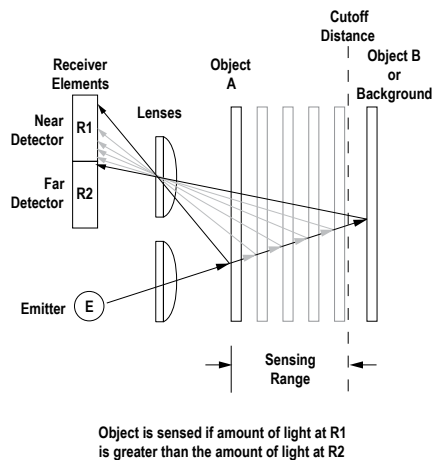 Cutoff
Distance
Receiver
Elements
Object
A
Object B
or
Background
Lenses
Near
Detector
R1
Far
Detector
R2
Emitter
E
Sensing
Range
Object is sensed if amount of light at R1
is greater than the amount of light at R2